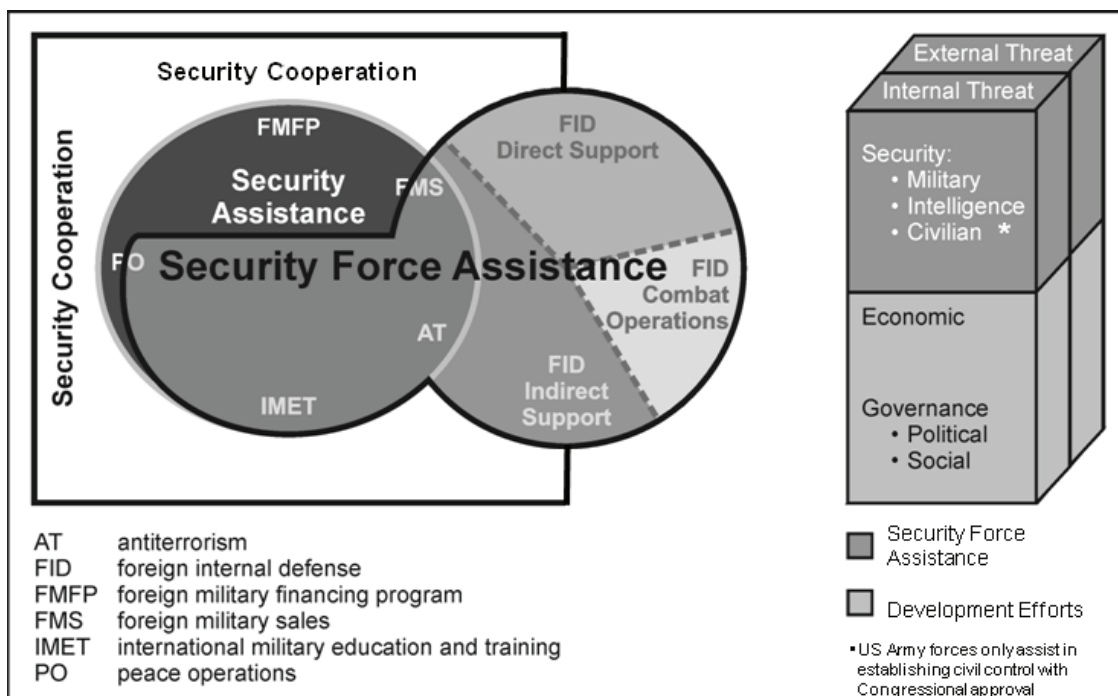 Security Cooperation
Security Cooperation
FMFP
Security
Assistance
FMS
PO
Security Force Assistance
AT
IMET
FID
Direct Support
FID
Combat
Operations
FID
Indirect
Support
External Threat
Internal Threat
Security:
• Military
• Intelligence
• Civilian *
Economic
Governance
• Political
• Social
Security Force
Assistance
Development Efforts
▪US Army forces only assist in
establishing civil control with
Congressional approval
AT antiterrorism
FID foreign internal defense
FMFP foreign military financing program
FMS foreign military sales
IMET international military education and training
PO peace operations